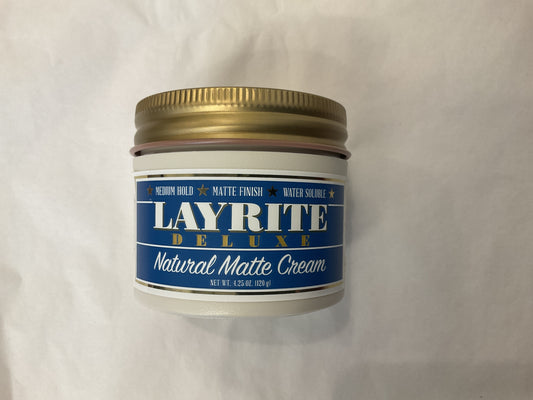 ★ MEDIUM HOLD ★ MATTE FINISH ★ WATER SOLUBLE ★
LAYRITE
DELUXE
Natural Matte Cream
NET WT. 4.25 OZ. (120 g)